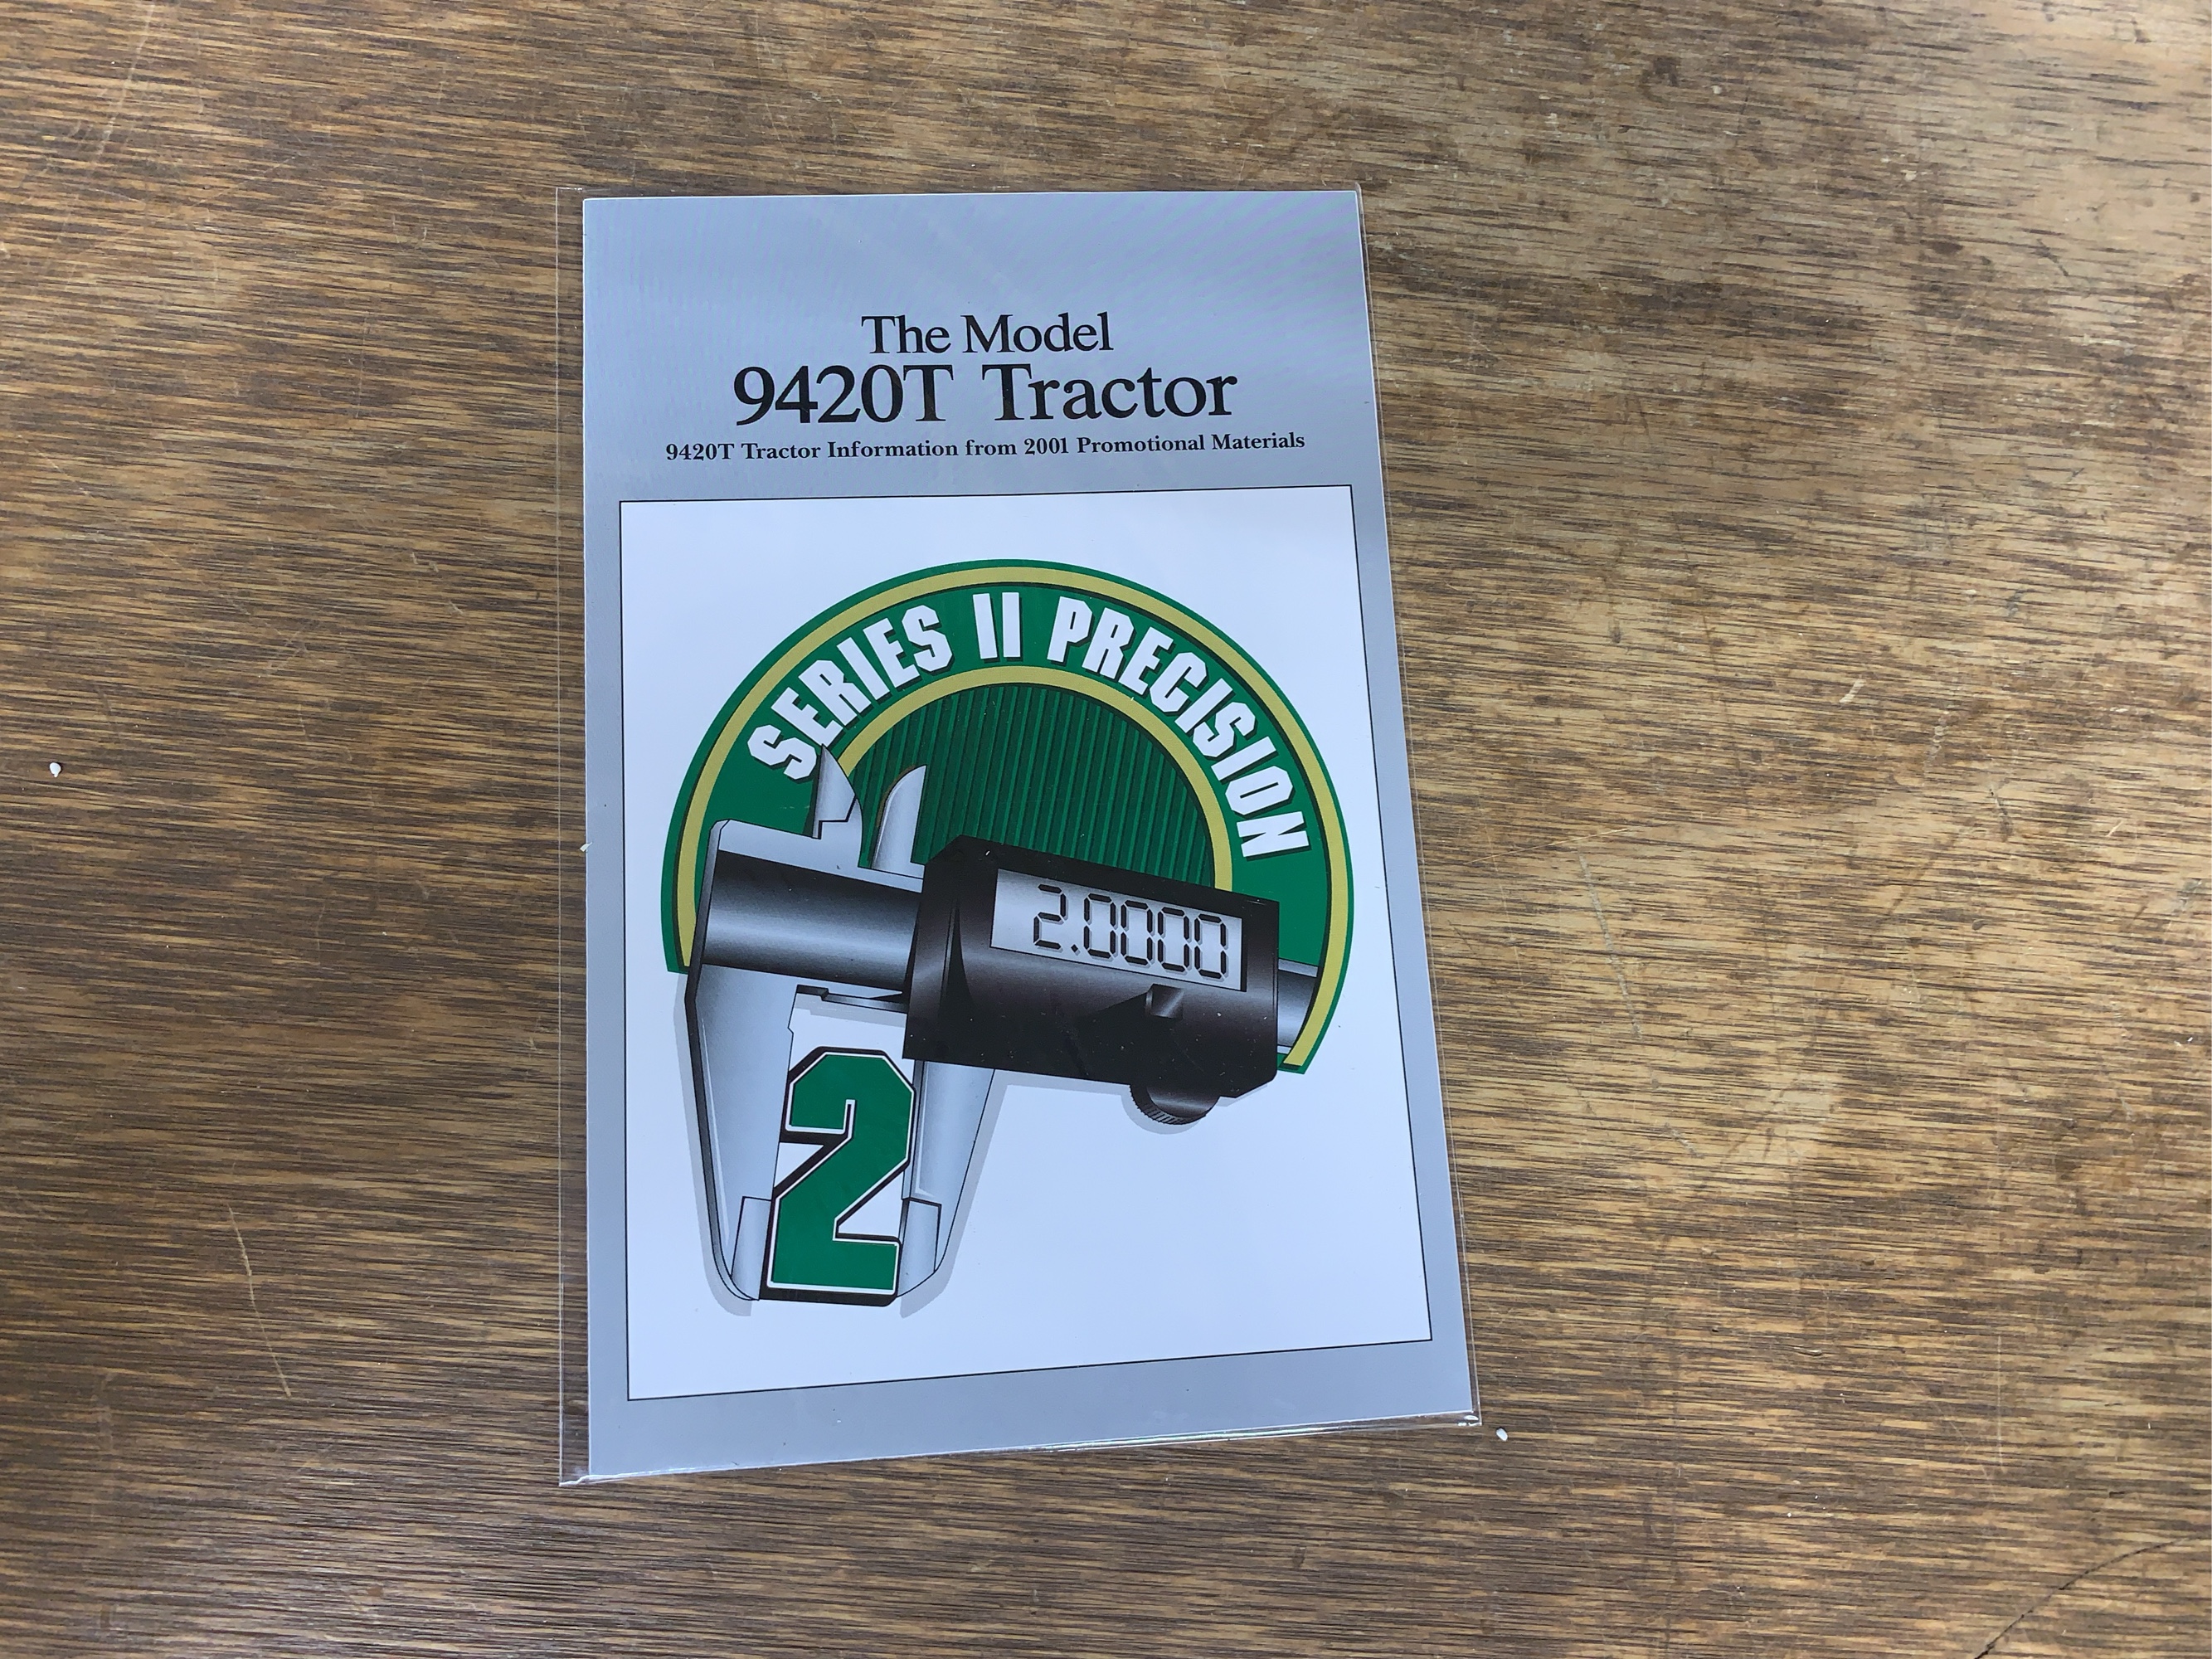 The Model
9420T Tractor
9420T Tractor Information from 2001 Promotional Materials
SERIES II PRECISION
2.0000
2